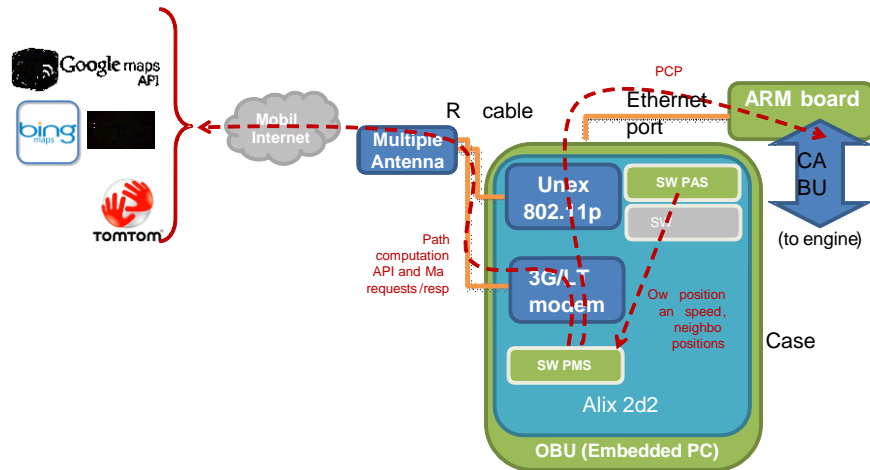 Google maps
API
bing
maps
TOMTOM
Mobil
Internet
R cable
Multiple
Antenna
PCP
Ethernet
port
ARM board
CA
BU
(to engine)
Unex
802.11p
SW PAS
SW
Path
computation
API and Ma
requests/resp
3G/LT
modem
Ow position
an speed,
neighbo
positions
Case
SW PMS
Alix 2d2
OBU (Embedded PC)